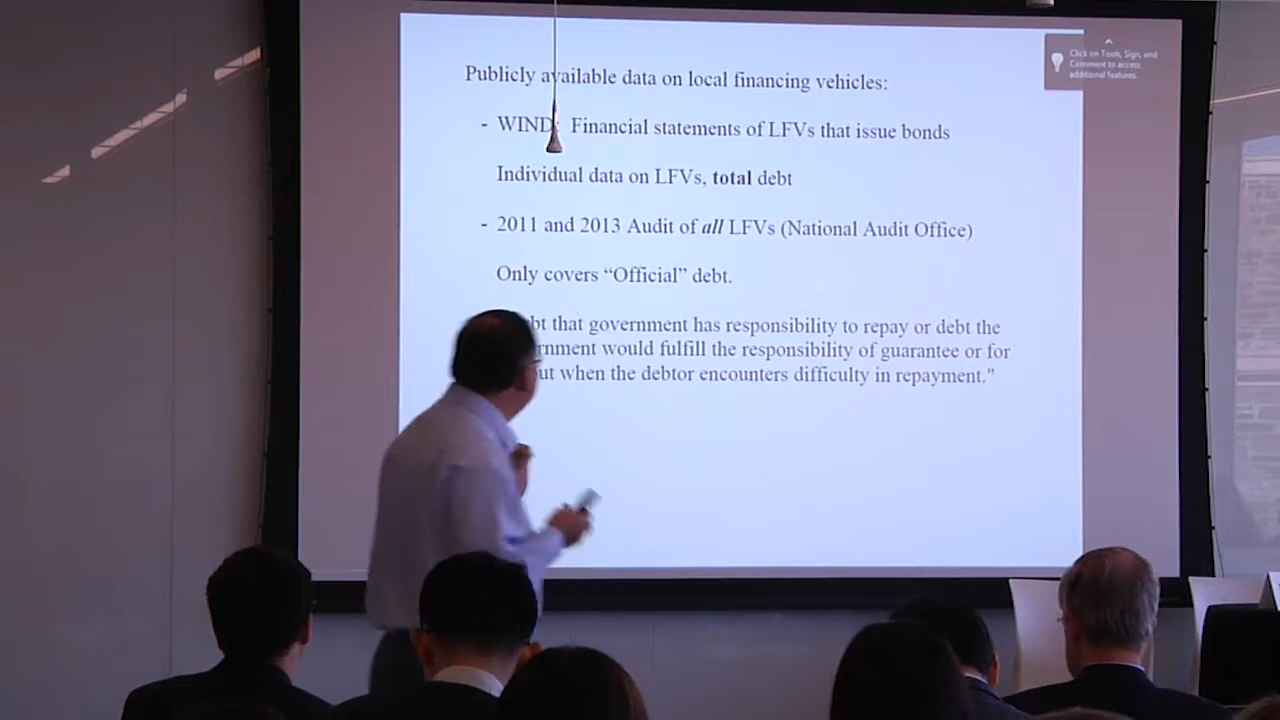 Publicly available data on local financing vehicles:
- WIND: Financial statements of LFVs that issue bonds
Individual data on LFVs, total debt
- 2011 and 2013 Audit of all LFVs (National Audit Office)
Only covers “Official” debt.
that government has responsibility to repay or debt the
would fulfill the responsibility of guarantee or for
when the debtor encounters difficulty in repayment."
Click on Tools, Sign, and
Comment to access
additional features.